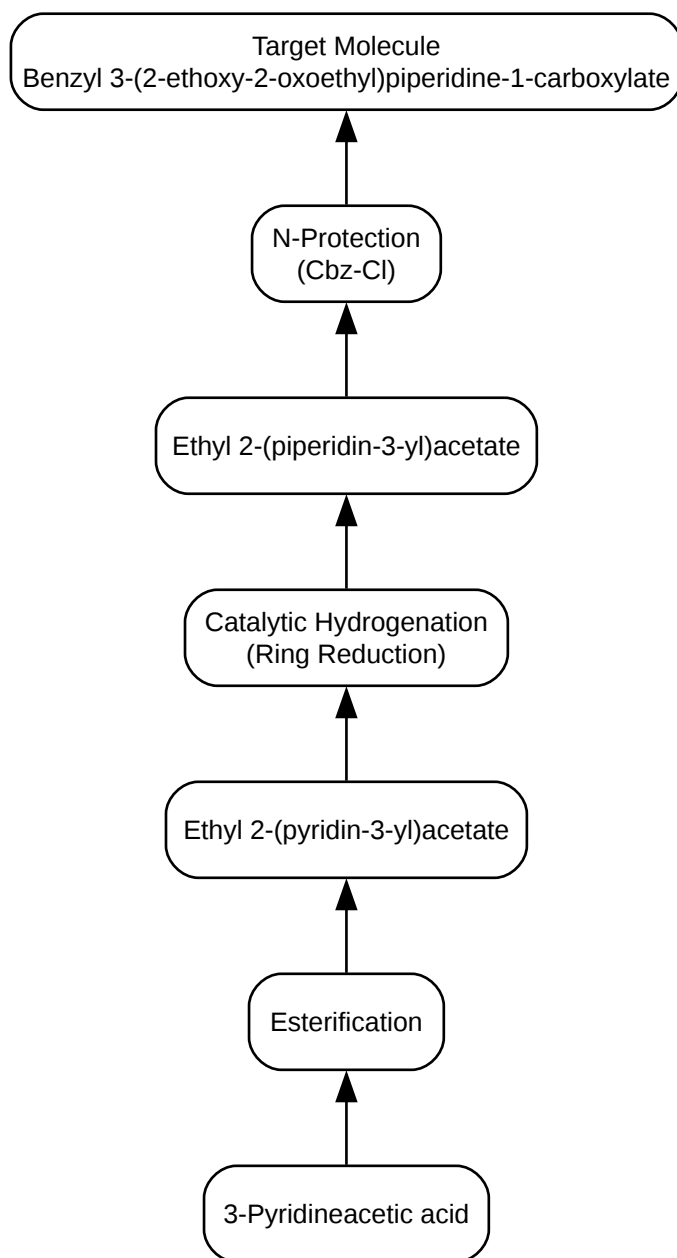 Target Molecule
Benzyl 3-(2-ethoxy-2-oxoethyl)piperidine-1-carboxylate
N-Protection
(Cbz-Cl)
Ethyl 2-(piperidin-3-yl)acetate
Catalytic Hydrogenation
(Ring Reduction)
Ethyl 2-(pyridin-3-yl)acetate
Esterification
3-Pyridineacetic acid